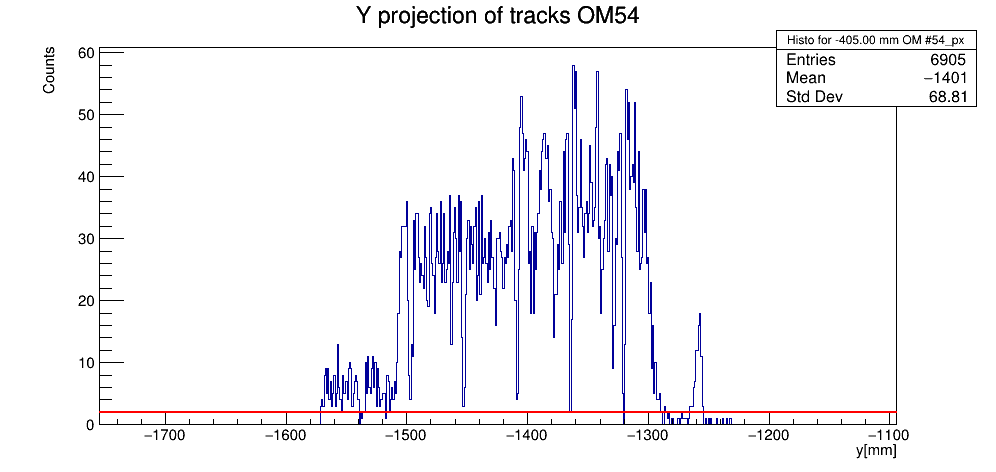 Y projection of tracks OM54
Histo for -405.00 mm OM #54_px
Entries 6905
Mean −1401
Std Dev 68.81
Counts
60
50
40
30
20
10
0
−1700 −1600 −1500 −1400 −1300 −1200 −1100
y[mm]